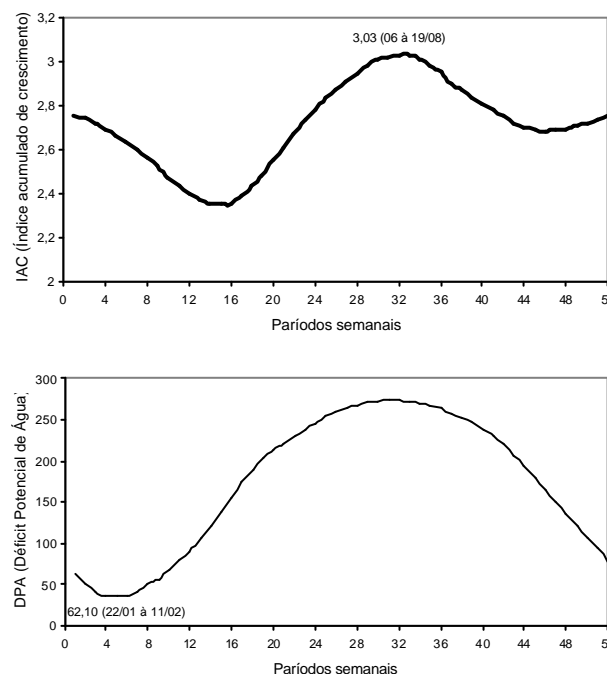 3,2
3
2,8
2,6
2,4
2,2
2
IAC (Índice acumulado de crescimento)
3,03 (06 à 19/08)
0 4 8 12 16 20 24 28 32 36 40 44 48 5
Paríodos semanais
300
250
200
150
100
50
0
DPA (Déficit Potencial de Água)
62,10 (22/01 à 11/02)
0 4 8 12 16 20 24 28 32 36 40 44 48 5
Paríodos semanais